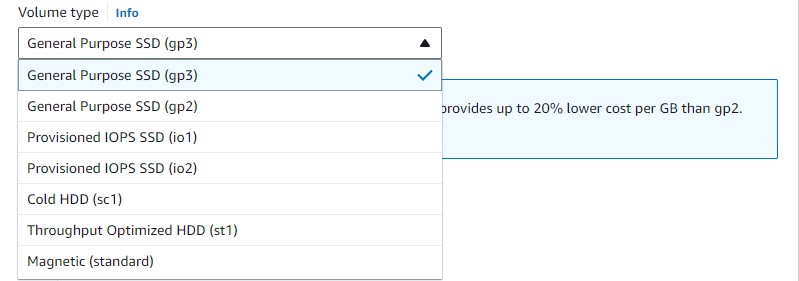 Volume type Info
General Purpose SSD (gp3)
General Purpose SSD (gp3)
provides up to 20% lower cost per GB than gp2.
General Purpose SSD (gp2)
Provisioned IOPS SSD (io1)
Provisioned IOPS SSD (io2)
Cold HDD (sc1)
Throughput Optimized HDD (st1)
Magnetic (standard)